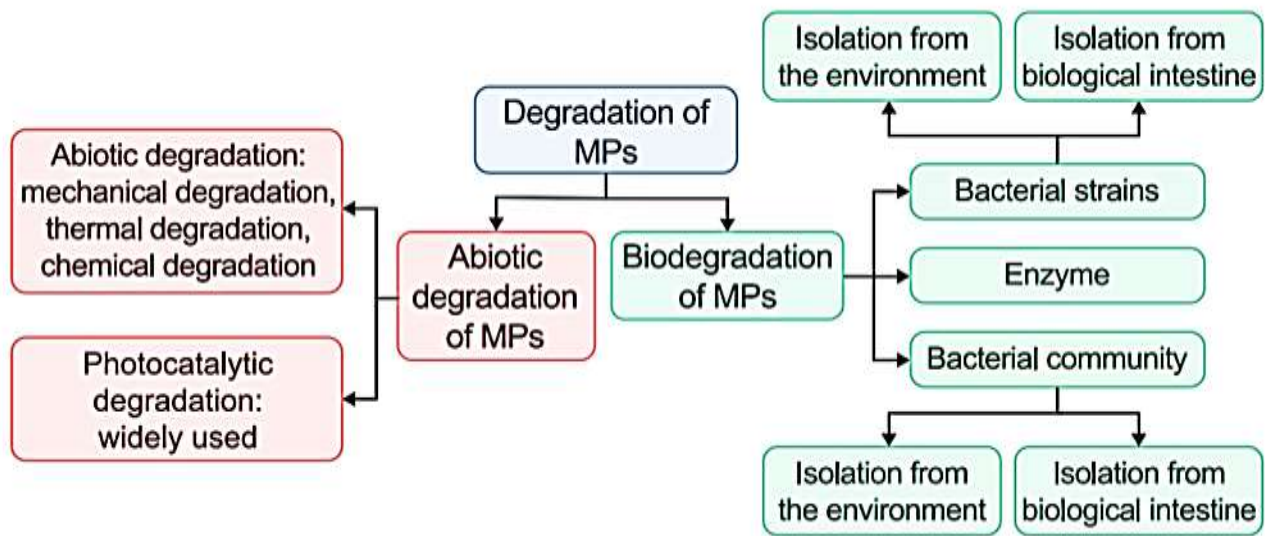 Isolation from
the environment
Isolation from
biological intestine
Degradation of
MPs
Abiotic degradation:
mechanical degradation,
thermal degradation,
chemical degradation
Bacterial strains
Abiotic
degradation
of MPs
Biodegradation
of MPs
Enzyme
Photocatalytic
degradation:
widely used
Bacterial community
Isolation from
the environment
Isolation from
biological intestine